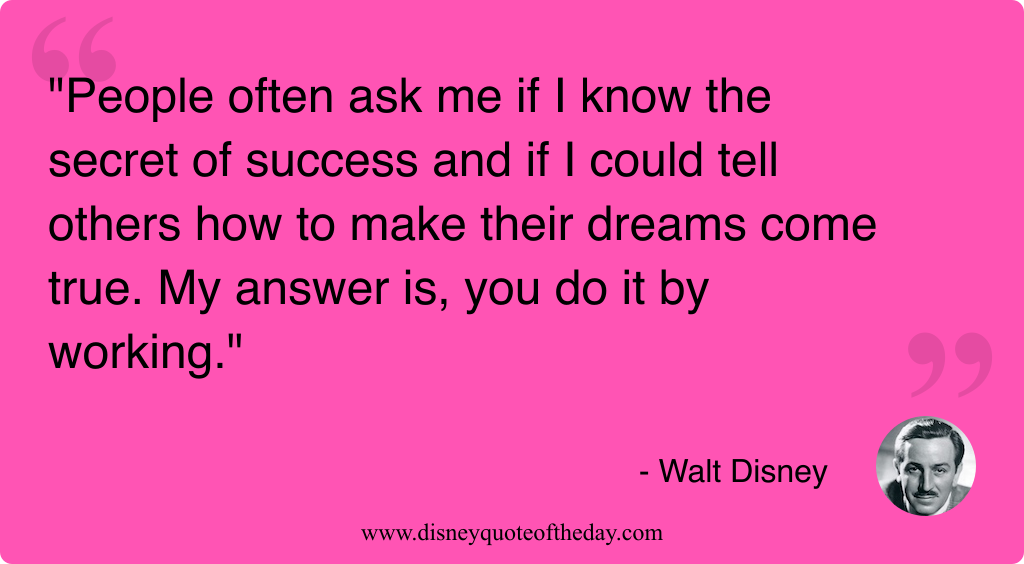 "People often ask me if I know the
secret of success and if I could tell
others how to make their dreams come
true. My answer is, you do it by
working."
- Walt Disney
www.disneyquoteoftheday.com